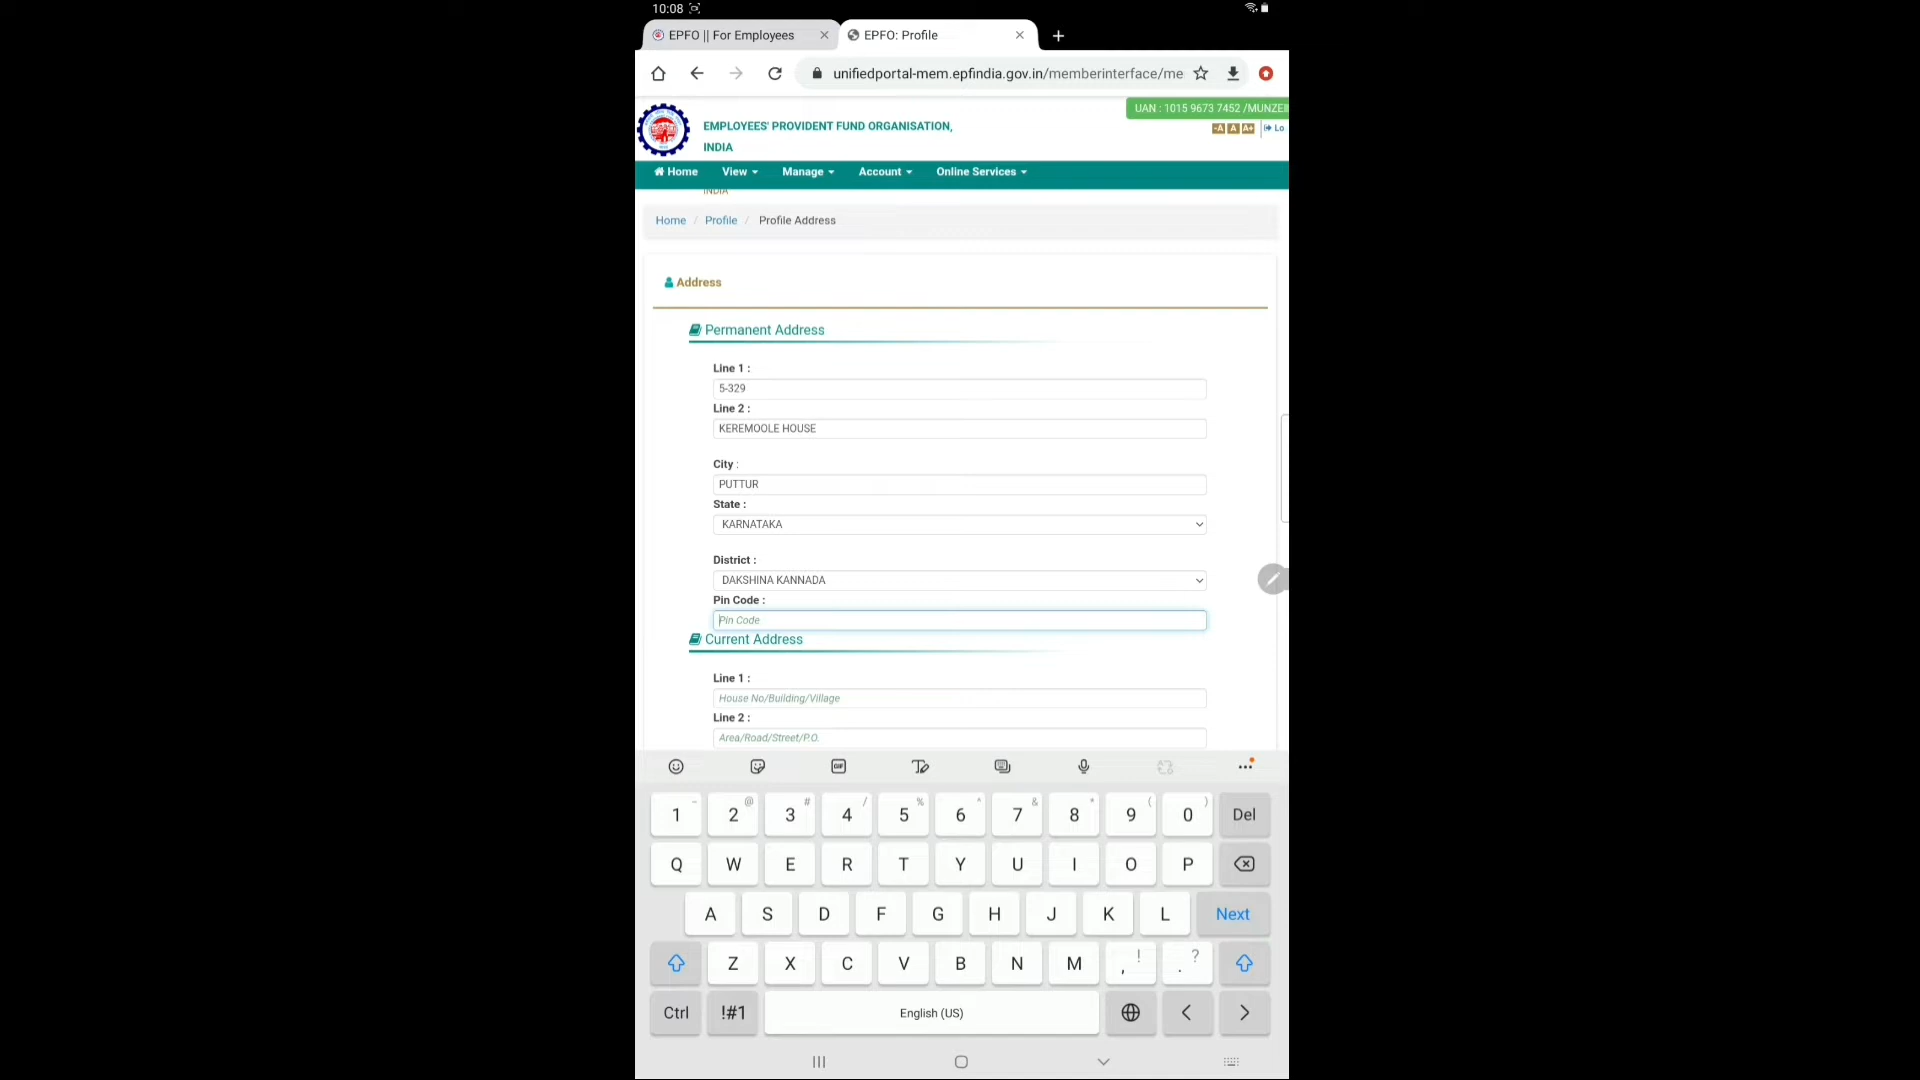 10:08
EPFO || For Employees
EPFO: Profile
unifiedportal-mem.epfindia.gov.in/memberinterface/me
UAN : 1015 9673 7452 /MUNZEI
EMPLOYEES' PROVIDENT FUND ORGANISATION,
INDIA
-A A A+ Lo
Home View Manage Account Online Services
INDIA
Home / Profile / Profile Address
Address
Permanent Address
Line 1 :
5-329
Line 2 :
KEREMOOLE HOUSE
City :
PUTTUR
State :
KARNATAKA
District :
DAKSHINA KANNADA
Pin Code :
Pin Code
Current Address
Line 1 :
House No/Building/Village
Line 2 :
Area/Road/Street/P.O.
GIF
1 2 @ 3 # 4 / 5 % 6 ^ 7 & 8 * 9 ( 0 ) Del
Q W E R T Y U I O P
A S D F G H J K L Next
Z X C V B N M , ! . ?
Ctrl !#1 English (US) < >